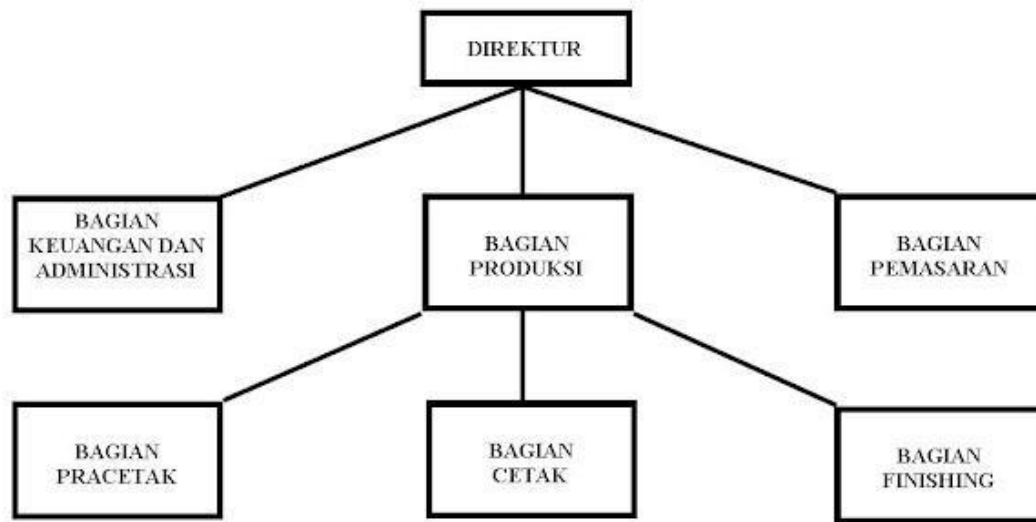 DIREKTUR
BAGIAN
KEUANGAN DAN
ADMINISTRASI
BAGIAN
PRODUKSI
BAGIAN
PEMASARAN
BAGIAN
PRACETAK
BAGIAN
CETAK
BAGIAN
FINISHING